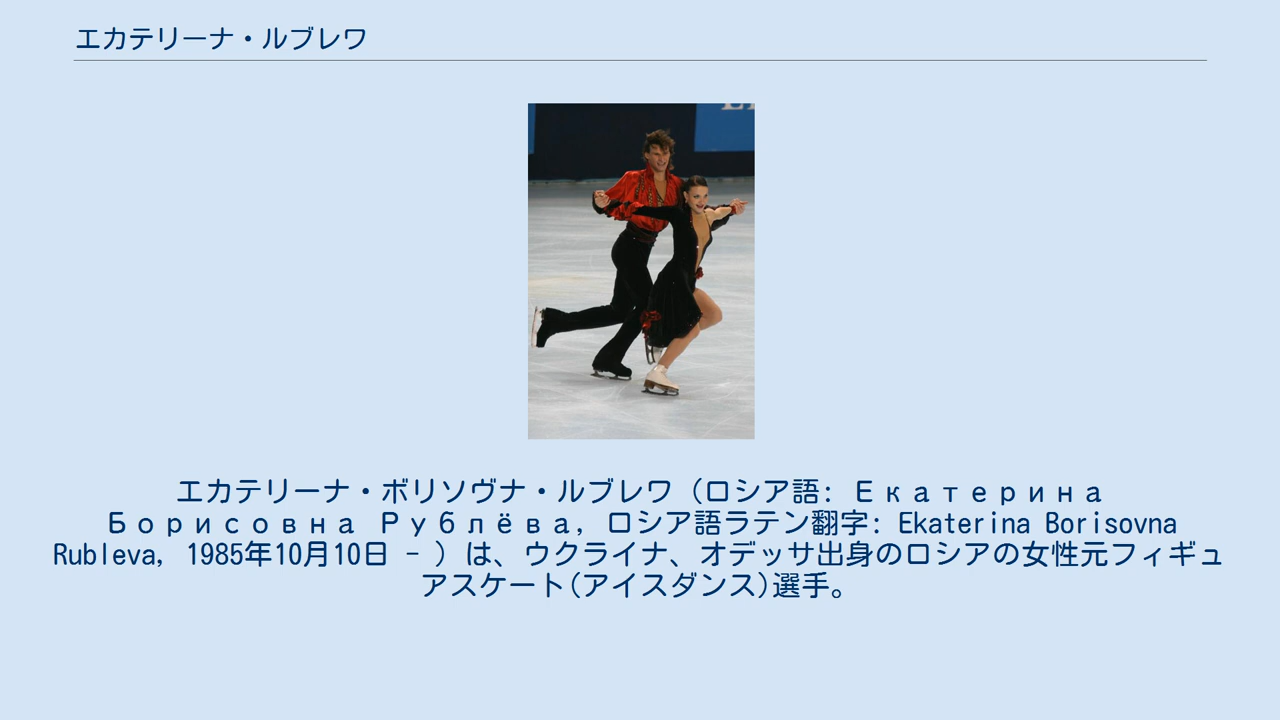 エカテリーナ・ルブレワ
エカテリーナ・ボリソヴナ・ルブレワ（ロシア語: Екатерина
Борисовна Рублёва, ロシア語ラテン翻字: Ekaterina Borisovna
Rubleva, 1985年10月10日 - ）は、ウクライナ、オデッサ出身のロシアの女性元フィギュ
アスケート(アイスダンス)選手。